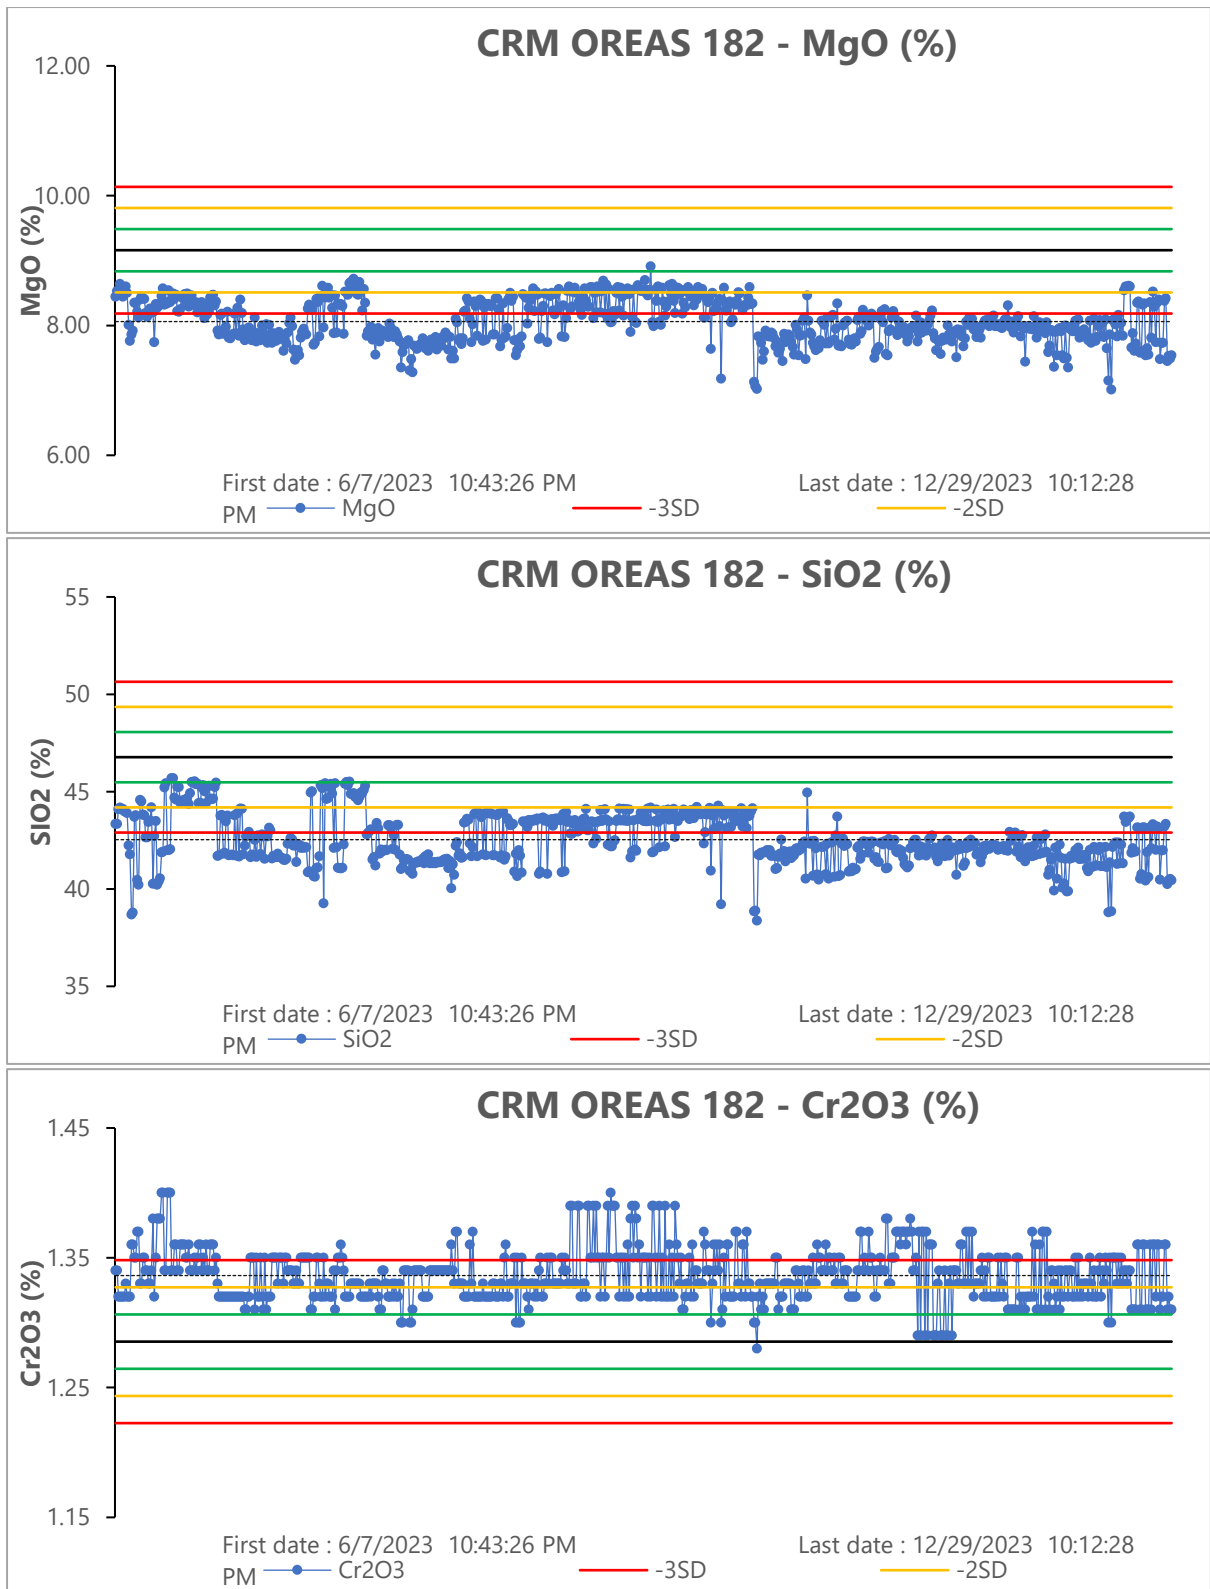 CRM OREAS 182 - MgO (%)
12.00
10.00
8.00
6.00
MgO (%)
First date : 6/7/2023 10:43:26 PM Last date : 12/29/2023 10:12:28
PM MgO -3SD -2SD
CRM OREAS 182 - SiO2 (%)
55
50
45
40
35
SIO2 (%)
First date : 6/7/2023 10:43:26 PM Last date : 12/29/2023 10:12:28
PM SiO2 -3SD -2SD
CRM OREAS 182 - Cr2O3 (%)
1.45
1.35
1.25
1.15
Cr2O3 (%)
First date : 6/7/2023 10:43:26 PM Last date : 12/29/2023 10:12:28
PM Cr2O3 -3SD -2SD